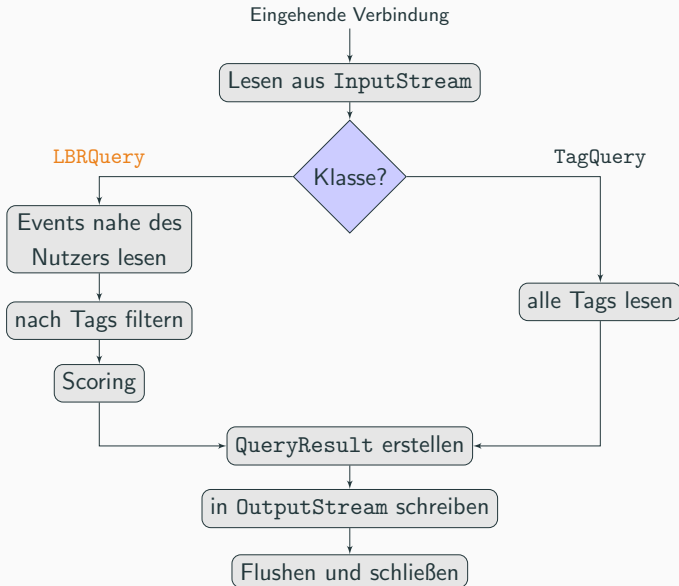 Eingehende Verbindung
Lesen aus InputStream
LBRQuery
Klasse?
TagQuery
Events nahe des
Nutzers lesen
nach Tags filtern
alle Tags lesen
Scoring
QueryResult erstellen
in OutputStream schreiben
Flushen und schließen